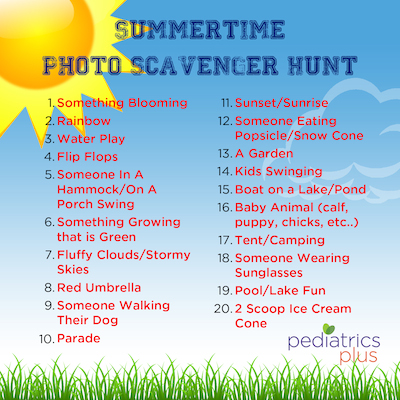 SUMMERTIME
PHOTO SCAVENGER HUNT
1. Something Blooming
2. Rainbow
3. Water Play
4. Flip Flops
5. Someone In A
Hammock/On A
Porch Swing
6. Something Growing
that is Green
7. Fluffy Clouds/Stormy
Skies
8. Red Umbrella
9. Someone Walking
Their Dog
10. Parade
11. Sunset/Sunrise
12. Someone Eating
Popsicle/Snow Cone
13. A Garden
14. Kids Swinging
15. Boat on a Lake/Pond
16. Baby Animal (calf,
puppy, chicks, etc..)
17. Tent/Camping
18. Someone Wearing
Sunglasses
19. Pool/Lake Fun
20. 2 Scoop Ice Cream
Cone
pediatrics
plus